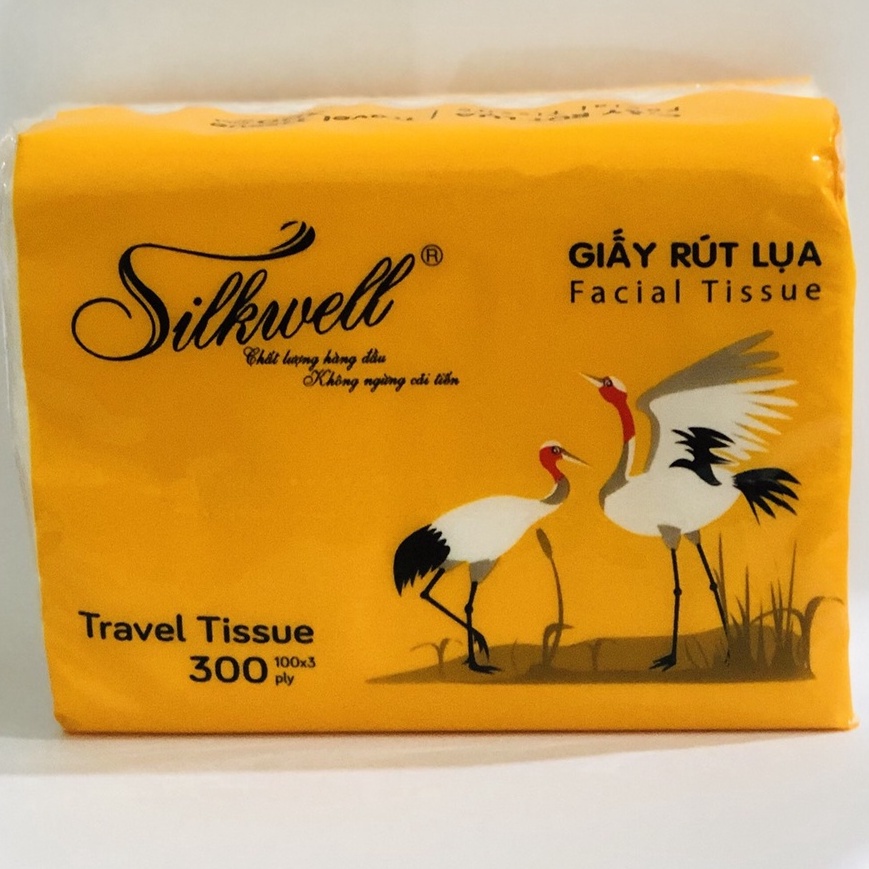 Silkwell®
Chất lượng hàng đầu
Không ngừng cải tiến
GIẤY RÚT LỤA
Facial Tissue
Travel Tissue
300 100x3
ply